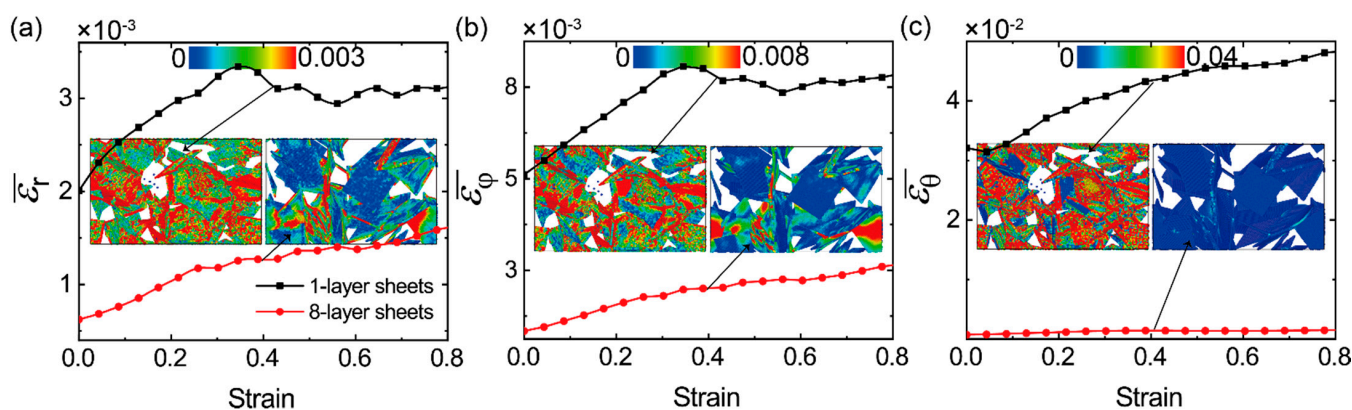 (a)
×10⁻³
0
0.003
3
2
1
ε̅r
1-layer sheets
8-layer sheets
0.0 0.2 0.4 0.6 0.8
Strain
(b)
×10⁻³
0
0.008
8
5
3
ε̅φ
0.0 0.2 0.4 0.6 0.8
Strain
(c)
×10⁻²
0
0.04
4
2
ε̅θ
0.0 0.2 0.4 0.6 0.8
Strain